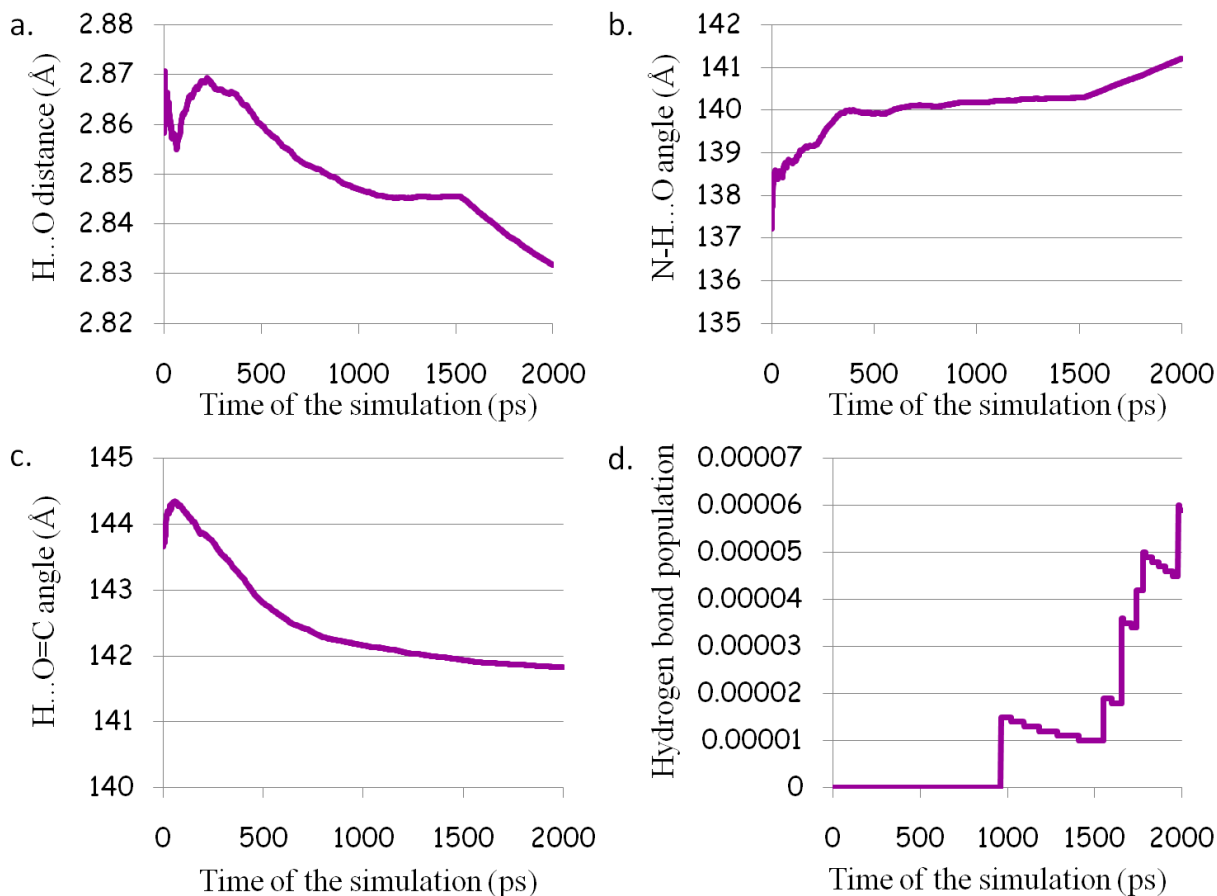 a.
2.88
2.87
2.86
2.85
2.84
2.83
2.82
H...O distance (Å)
0 500 1000 1500 2000
Time of the simulation (ps)
b.
142
141
140
139
138
137
136
135
N-H...O angle (Å)
0 500 1000 1500 2000
Time of the simulation (ps)
c.
145
144
143
142
141
140
H...O=C angle (Å)
0 500 1000 1500 2000
Time of the simulation (ps)
d.
0.00007
0.00006
0.00005
0.00004
0.00003
0.00002
0.00001
0
Hydrogen bond population
0 500 1000 1500 2000
Time of the simulation (ps)